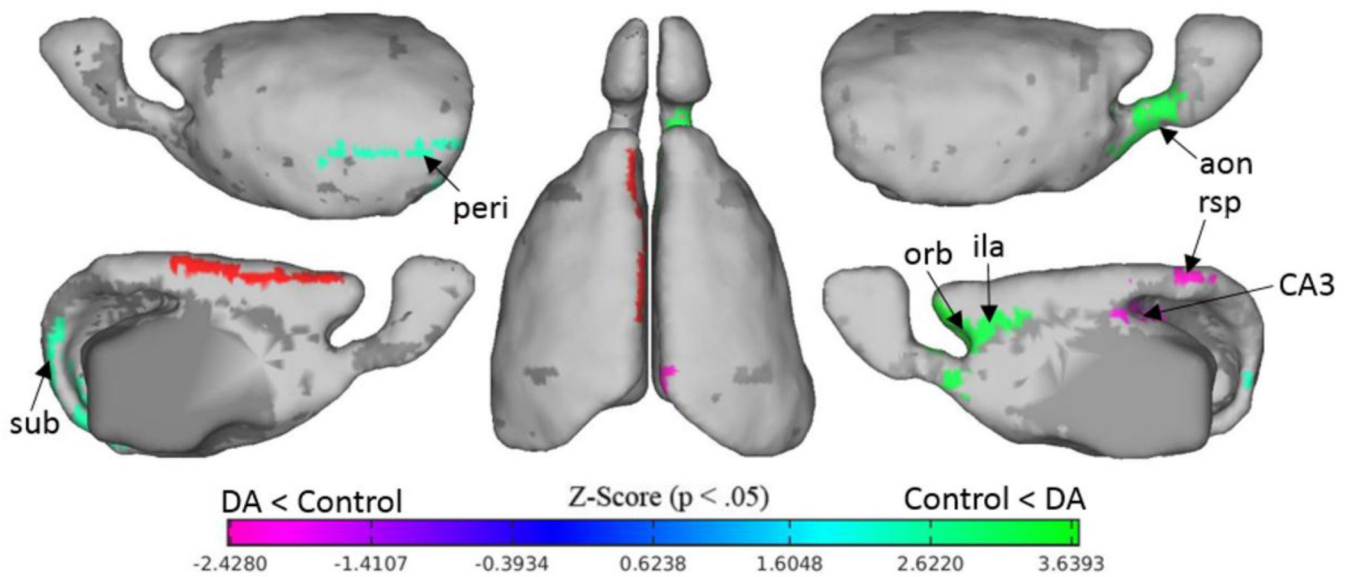 peri
aon
rsp
orb
ila
CA3
sub
DA < Control
Z-Score (p < .05)
Control < DA
-2.4280
-1.4107
-0.3934
0.6238
1.6048
2.6220
3.6393